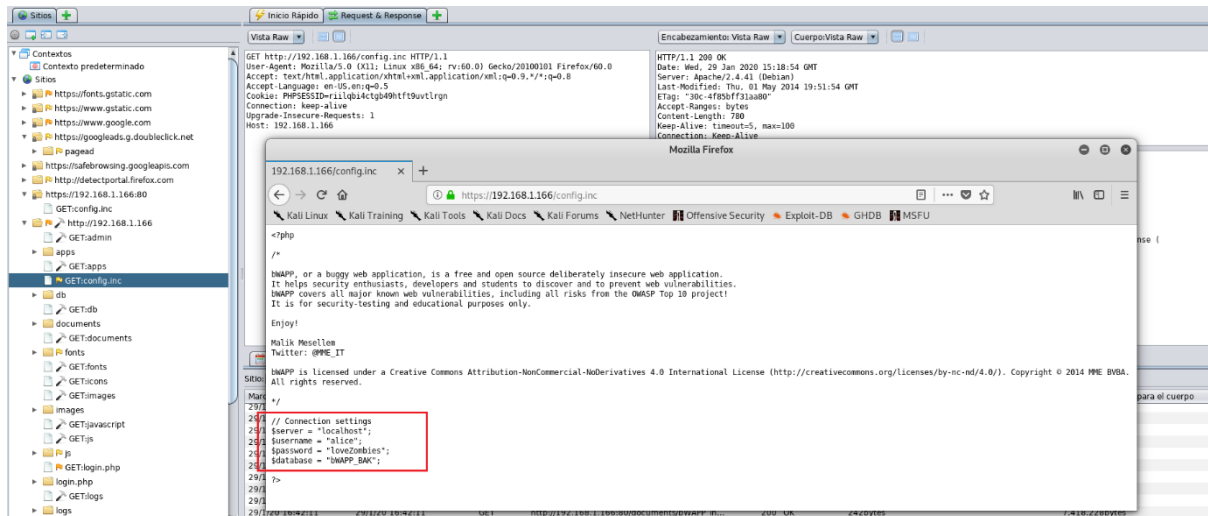 Sitios
Inicio Rápido
Request & Response
Vista Raw
Encabezamiento: Vista Raw
Cuerpo:Vista Raw
Contextos
Contexto predeterminado
Sitios
https://fonts.gstatic.com
https://www.gstatic.com
https://www.google.com
https://googleads.g.doubleclick.net
pagead
https://safebrowsing.googleapis.com
http://detectportal.firefox.com
https://192.168.1.166:80
GET:config.inc
http://192.168.1.166
GET:admin
apps
GET:apps
GET:config.inc
db
GET:db
documents
GET:documents
fonts
GET:fonts
GET:icons
GET:images
images
GET:javascript
GET:js
js
GET:login.php
login.php
GET:logs
logs
GET http://192.168.1.166/config.inc HTTP/1.1
User-Agent: Mozilla/5.0 (X11; Linux x86_64; rv:60.0) Gecko/20100101 Firefox/60.0
Accept: text/html,application/xhtml+xml,application/xml;q=0.9,*/*;q=0.8
Accept-Language: en-US,en;q=0.5
Cookie: PHPSESSID=riilqbi4ctgb49htft9uvtlrgn
Connection: keep-alive
Upgrade-Insecure-Requests: 1
Host: 192.168.1.166
HTTP/1.1 200 OK
Date: Wed, 29 Jan 2020 15:18:54 GMT
Server: Apache/2.4.41 (Debian)
Last-Modified: Thu, 01 May 2014 19:51:54 GMT
ETag: "30c-4f85bff31aa80"
Accept-Ranges: bytes
Content-Length: 780
Keep-Alive: timeout=5, max=100
Connection: Keep-Alive
Mozilla Firefox
192.168.1.166/config.inc
https://192.168.1.166/config.inc
Kali Linux
Kali Training
Kali Tools
Kali Docs
Kali Forums
NetHunter
Offensive Security
Exploit-DB
GHDB
MSFU
<?php
/*
bWAPP, or a buggy web application, is a free and open source deliberately insecure web application.
It helps security enthusiasts, developers and students to discover and to prevent web vulnerabilities.
bWAPP covers all major known web vulnerabilities, including all risks from the OWASP Top 10 project!
It is for security-testing and educational purposes only.
Enjoy!
Malik Mesellem
Twitter: @MME_IT
bWAPP is licensed under a Creative Commons Attribution-NonCommercial-NoDerivatives 4.0 International License (http://creativecommons.org/licenses/by-nc-nd/4.0/). Copyright © 2014 MME BVBA.
All rights reserved.
*/
// Connection settings
$server = "localhost";
$username = "alice";
$password = "loveZombies";
$database = "bWAPP_BAK";
?>
nse (
para el cuerpo
29/1/20 16:42:11
29/1/20 16:42:11
GET
200 OK
242bytes
7.418.228bytes